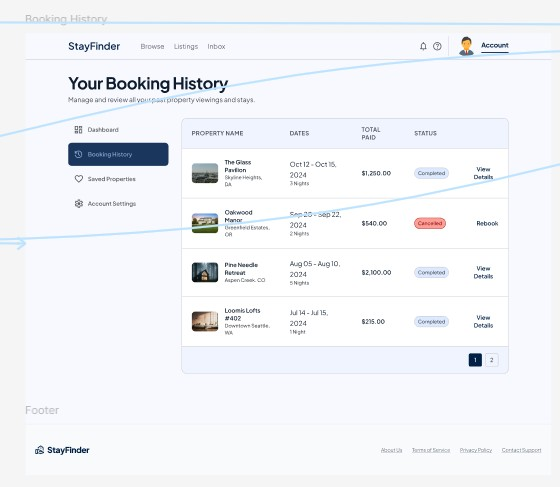 Booking History
StayFinder
Browse Listings Inbox
Account
Your Booking History
Manage and review all your past property viewings and stays.
Dashboard
Booking History
Saved Properties
Account Settings
PROPERTY NAME
DATES
TOTAL
PAID
STATUS
The Glass
Pavilion
Skyline Heights,
DA
Oct 12 - Oct 15,
2024
3 Nights
$1,250.00
Completed
View
Details
Oakwood
Manor
Greenfield Estates,
OR
Sep 20 - Sep 22,
2024
2 Nights
$540.00
Cancelled
Rebook
Pine Needle
Retreat
Aspen Creek, CO
Aug 05 - Aug 10,
2024
5 Nights
$2,100.00
Completed
View
Details
Loomis Lofts
#402
Downtown Seattle,
WA
Jul 14 - Jul 15,
2024
1 Night
$215.00
Completed
View
Details
1 2
Footer
StayFinder
About Us Terms of Service Privacy Policy Contact Support